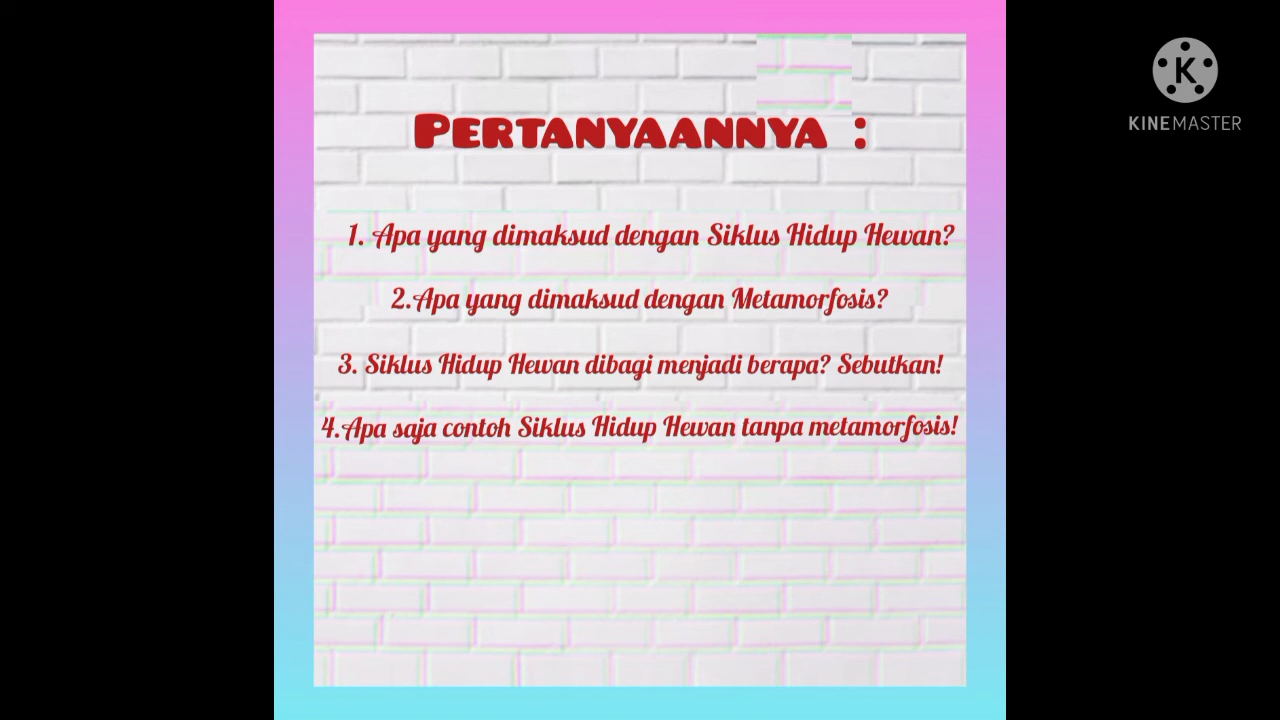 PERTANYAANNYA :
1. Apa yang dimaksud dengan Siklus Hidup Hewan?
2.Apa yang dimaksud dengan Metamorfosis?
3. Siklus Hidup Hewan dibagi menjadi berapa? Sebutkan!
4.Apa saja contoh Siklus Hidup Hewan tanpa metamorfosis!
K
KINEMASTER